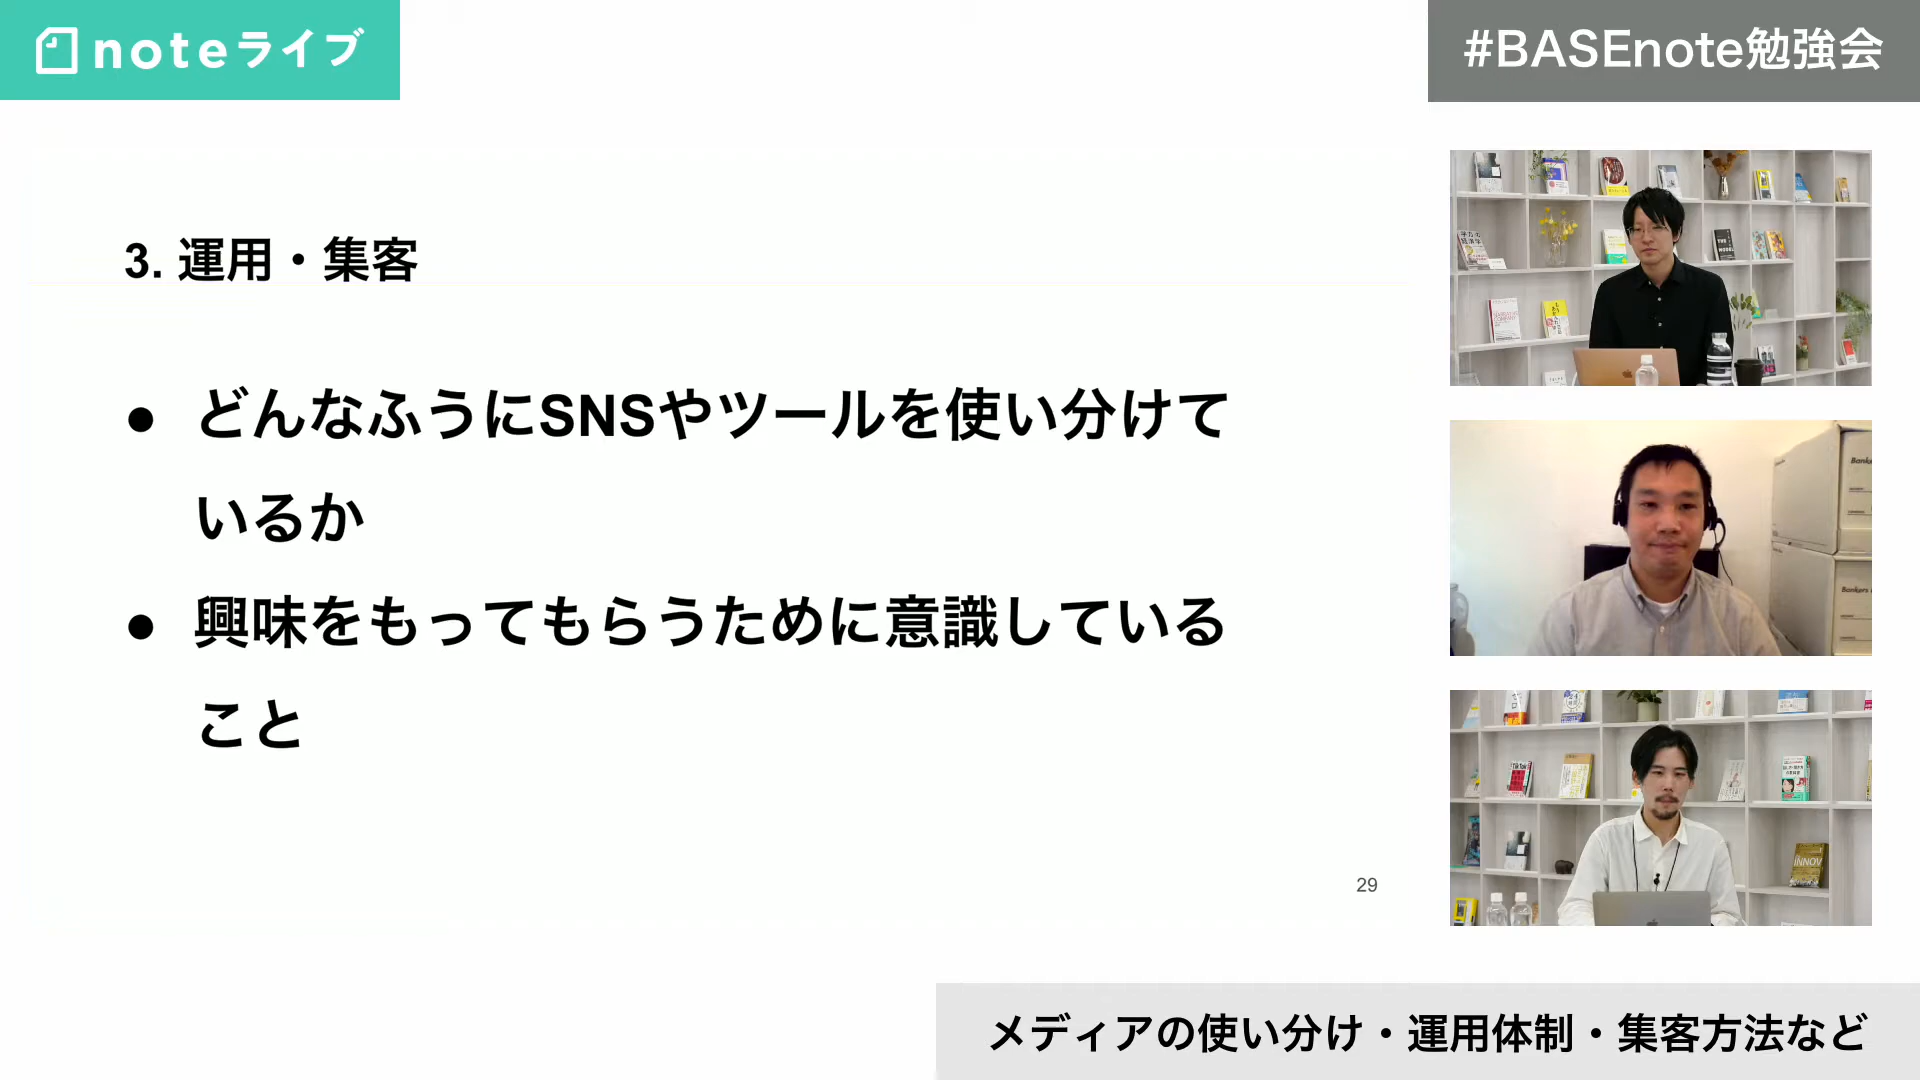 noteライブ
#BASEnote勉強会
3. 運用・集客
● どんなふうにSNSやツールを使い分けて
いるか
● 興味をもってもらうために意識している
こと
29
Bankers
INNOV
メディアの使い分け・運用体制・集客方法など